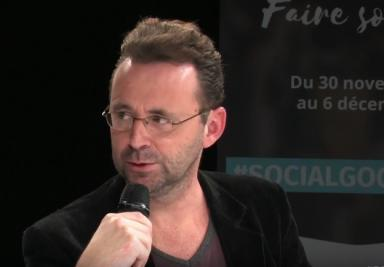 Faire so
Du 30 nove
au 6 décem
#SOCIALGOO